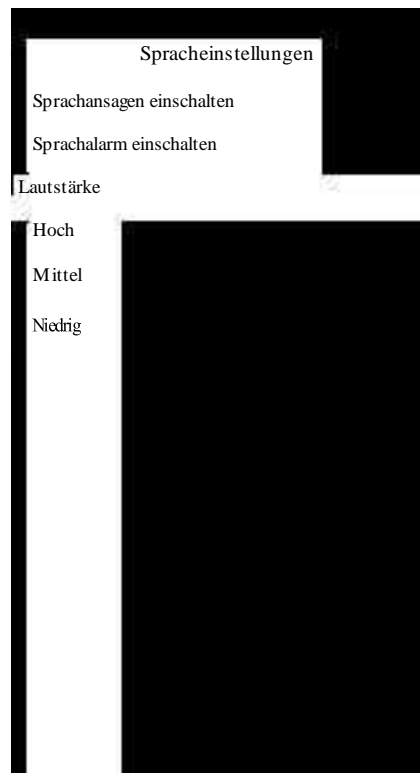 Spracheinstellungen
Sprachansagen einschalten
Sprachalarm einschalten
Lautstärke
Hoch
Mittel
Niedrig